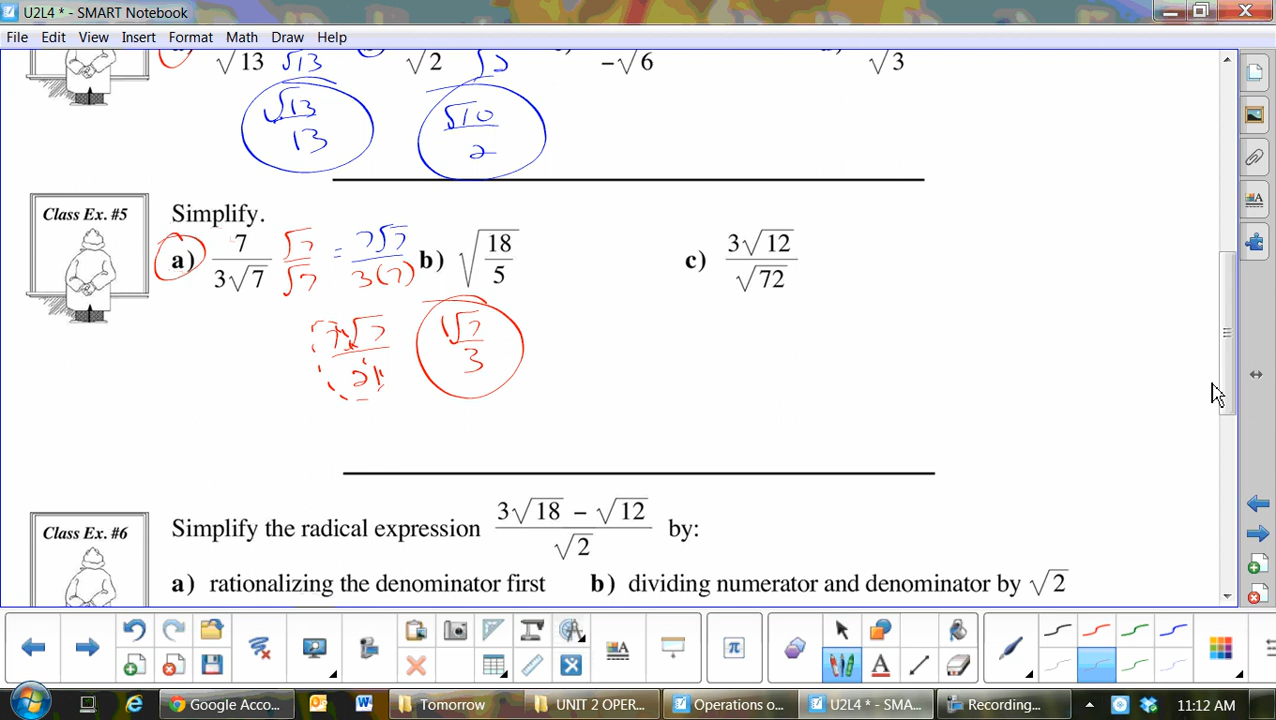 U2L4 * - SMART Notebook
File Edit View Insert Format Math Draw Help
√13 √13 √2 −√6 √3
√13
13
√10
2
Class Ex. #5
Simplify.
a) 7/3√7 √7/√7 = 7√7/3(7) b) √18/5 c) 3√12/√72
7√7
21
√7
3
Class Ex. #6
Simplify the radical expression 3√18 − √12/√2 by:
a) rationalizing the denominator first b) dividing numerator and denominator by √2
π A
Google Acco... Tomorrow UNIT 2 OPER... Operations o... U2L4 * - SMA... Recording... 11:12 AM